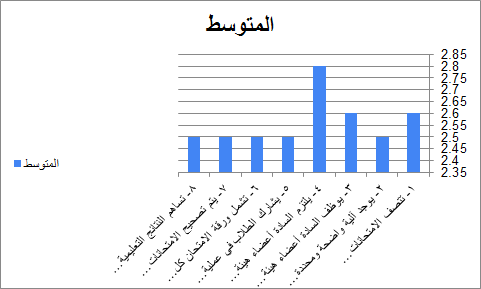 المتوسط
2.85
2.8
2.75
2.7
2.65
2.6
2.55
2.5
2.45
2.4
2.35
١ - تتصف الامتحانات...
٢ - يوجد آلية واضحة ومحددة...
٣ - يوظف السادة أعضاء هيئة...
٤ - يلتزم السادة أعضاء هيئة...
٥ - يشارك الطلاب في عملية...
٦ - تشمل ورقة الامتحان كل...
٧ - يتم تصحيح الامتحانات...
٨ - تساهم النتائج التعليمية...
المتوسط